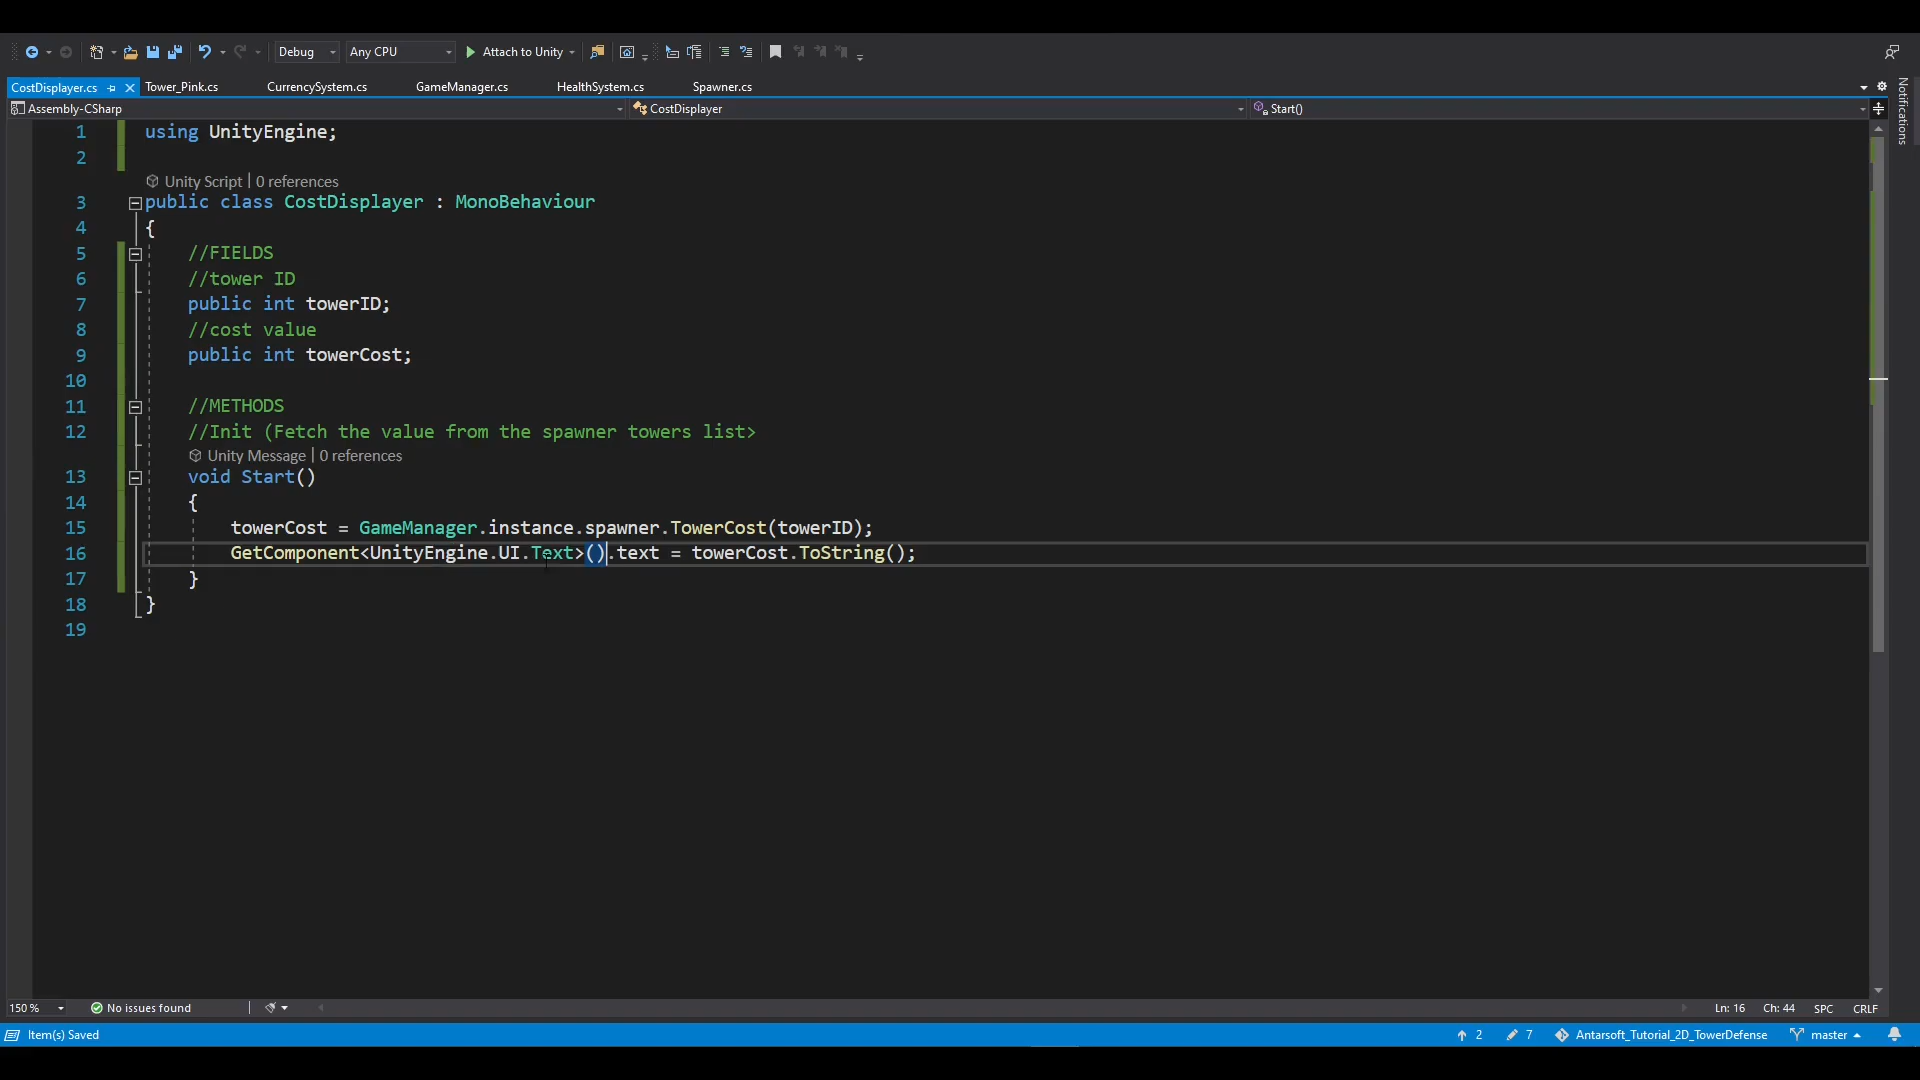 Debug Any CPU Attach to Unity
CostDisplayer.cs Tower_Pink.cs CurrencySystem.cs GameManager.cs HealthSystem.cs Spawner.cs
Assembly-CSharp CostDisplayer Start()
Notifications
1 using UnityEngine;
2
Unity Script | 0 references
3 public class CostDisplayer : MonoBehaviour
4 {
5 //FIELDS
6 //tower ID
7 public int towerID;
8 //cost value
9 public int towerCost;
10
11 //METHODS
12 //Init (Fetch the value from the spawner towers list>
Unity Message | 0 references
13 void Start()
14 {
15 towerCost = GameManager.instance.spawner.TowerCost(towerID);
16 GetComponent<UnityEngine.UI.Text>().text = towerCost.ToString();
17 }
18 }
19
150 % No issues found Ln: 16 Ch: 44 SPC CRLF
Item(s) Saved 2 7 Antarsoft_Tutorial_2D_TowerDefense master